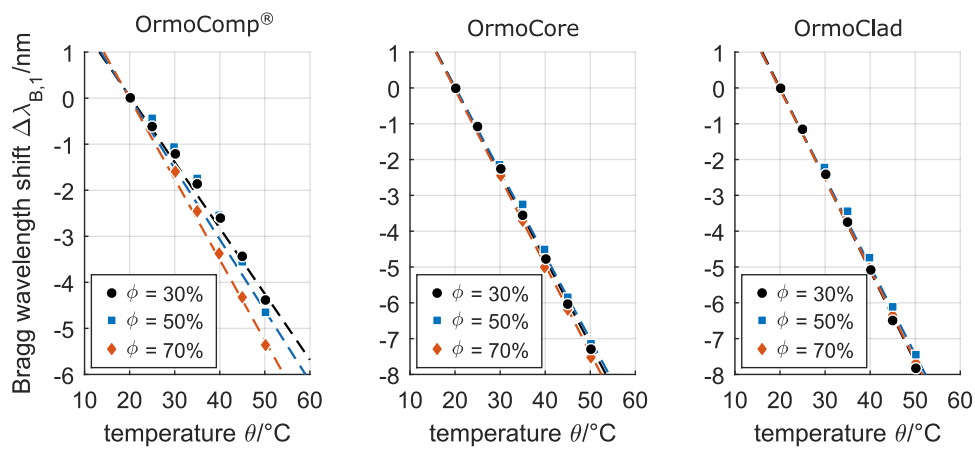 OrmoComp®
OrmoCore
OrmoClad
Bragg wavelength shift Δλ_B,1/nm
1
0
-1
-2
-3
-4
-5
-6
10 20 30 40 50 60
temperature θ/°C
ϕ = 30%
ϕ = 50%
ϕ = 70%
1
0
-1
-2
-3
-4
-5
-6
-7
-8
10 20 30 40 50 60
temperature θ/°C
ϕ = 30%
ϕ = 50%
ϕ = 70%
1
0
-1
-2
-3
-4
-5
-6
-7
-8
10 20 30 40 50 60
temperature θ/°C
ϕ = 30%
ϕ = 50%
ϕ = 70%